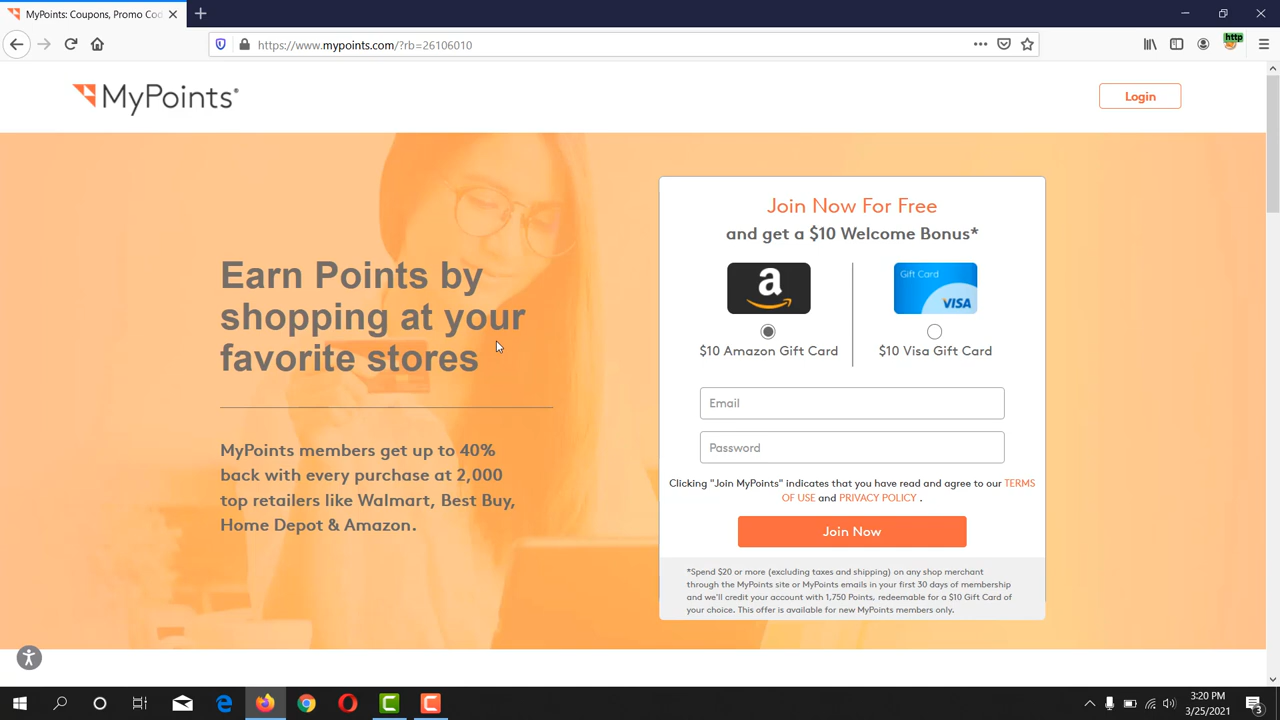 MyPoints: Coupons, Promo Cod
https://www.mypoints.com/?rb=26106010
http
MyPoints®
Login
Earn Points by
shopping at your
favorite stores
MyPoints members get up to 40%
back with every purchase at 2,000
top retailers like Walmart, Best Buy,
Home Depot & Amazon.
Join Now For Free
and get a $10 Welcome Bonus*
a
Gift Card
VISA
$10 Amazon Gift Card
$10 Visa Gift Card
Email
Password
Clicking "Join MyPoints" indicates that you have read and agree to our TERMS
OF USE and PRIVACY POLICY .
Join Now
*Spend $20 or more (excluding taxes and shipping) on any shop merchant
through the MyPoints site or MyPoints emails in your first 30 days of membership
and we'll credit your account with 1,750 Points, redeemable for a $10 Gift Card of
your choice. This offer is available for new MyPoints members only.
3:20 PM
3/25/2021
3